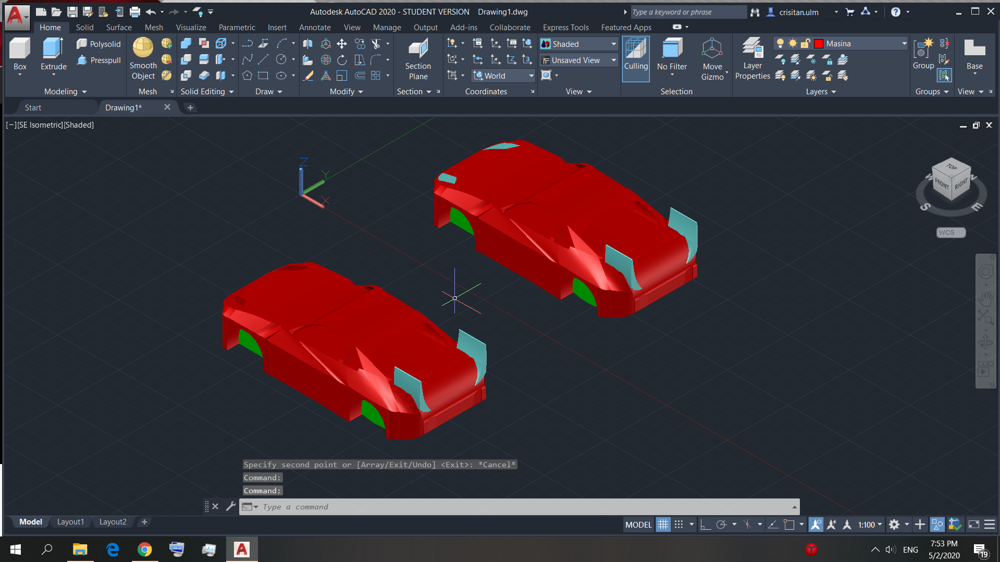 Autodesk AutoCAD 2020 - STUDENT VERSION Drawing1.dwg
Type a keyword or phrase
crisitan.ulm
Home Solid Surface Mesh Visualize Parametric Insert Annotate View Manage Output Add-ins Collaborate Express Tools Featured Apps
Box
Extrude
Polysolid
Presspull
Smooth
Object
Section
Plane
World
Shaded
Unsaved View
Culling
No Filter
Move
Gizmo
Layer
Properties
Masina
Group
Base
Modeling Mesh Solid Editing Draw Modify Section Coordinates View Selection Layers Groups View
Start Drawing1*
[−][SE Isometric][Shaded]
Z
Y
X
TOP
FRONT
RIGHT
W
N
S
E
WCS
Specify second point or [Array/Exit/Undo] <Exit>: *Cancel*
Command:
Command:
Type a command
Model Layout1 Layout2
MODEL
1:100
ENG
7:53 PM
5/2/2020
19